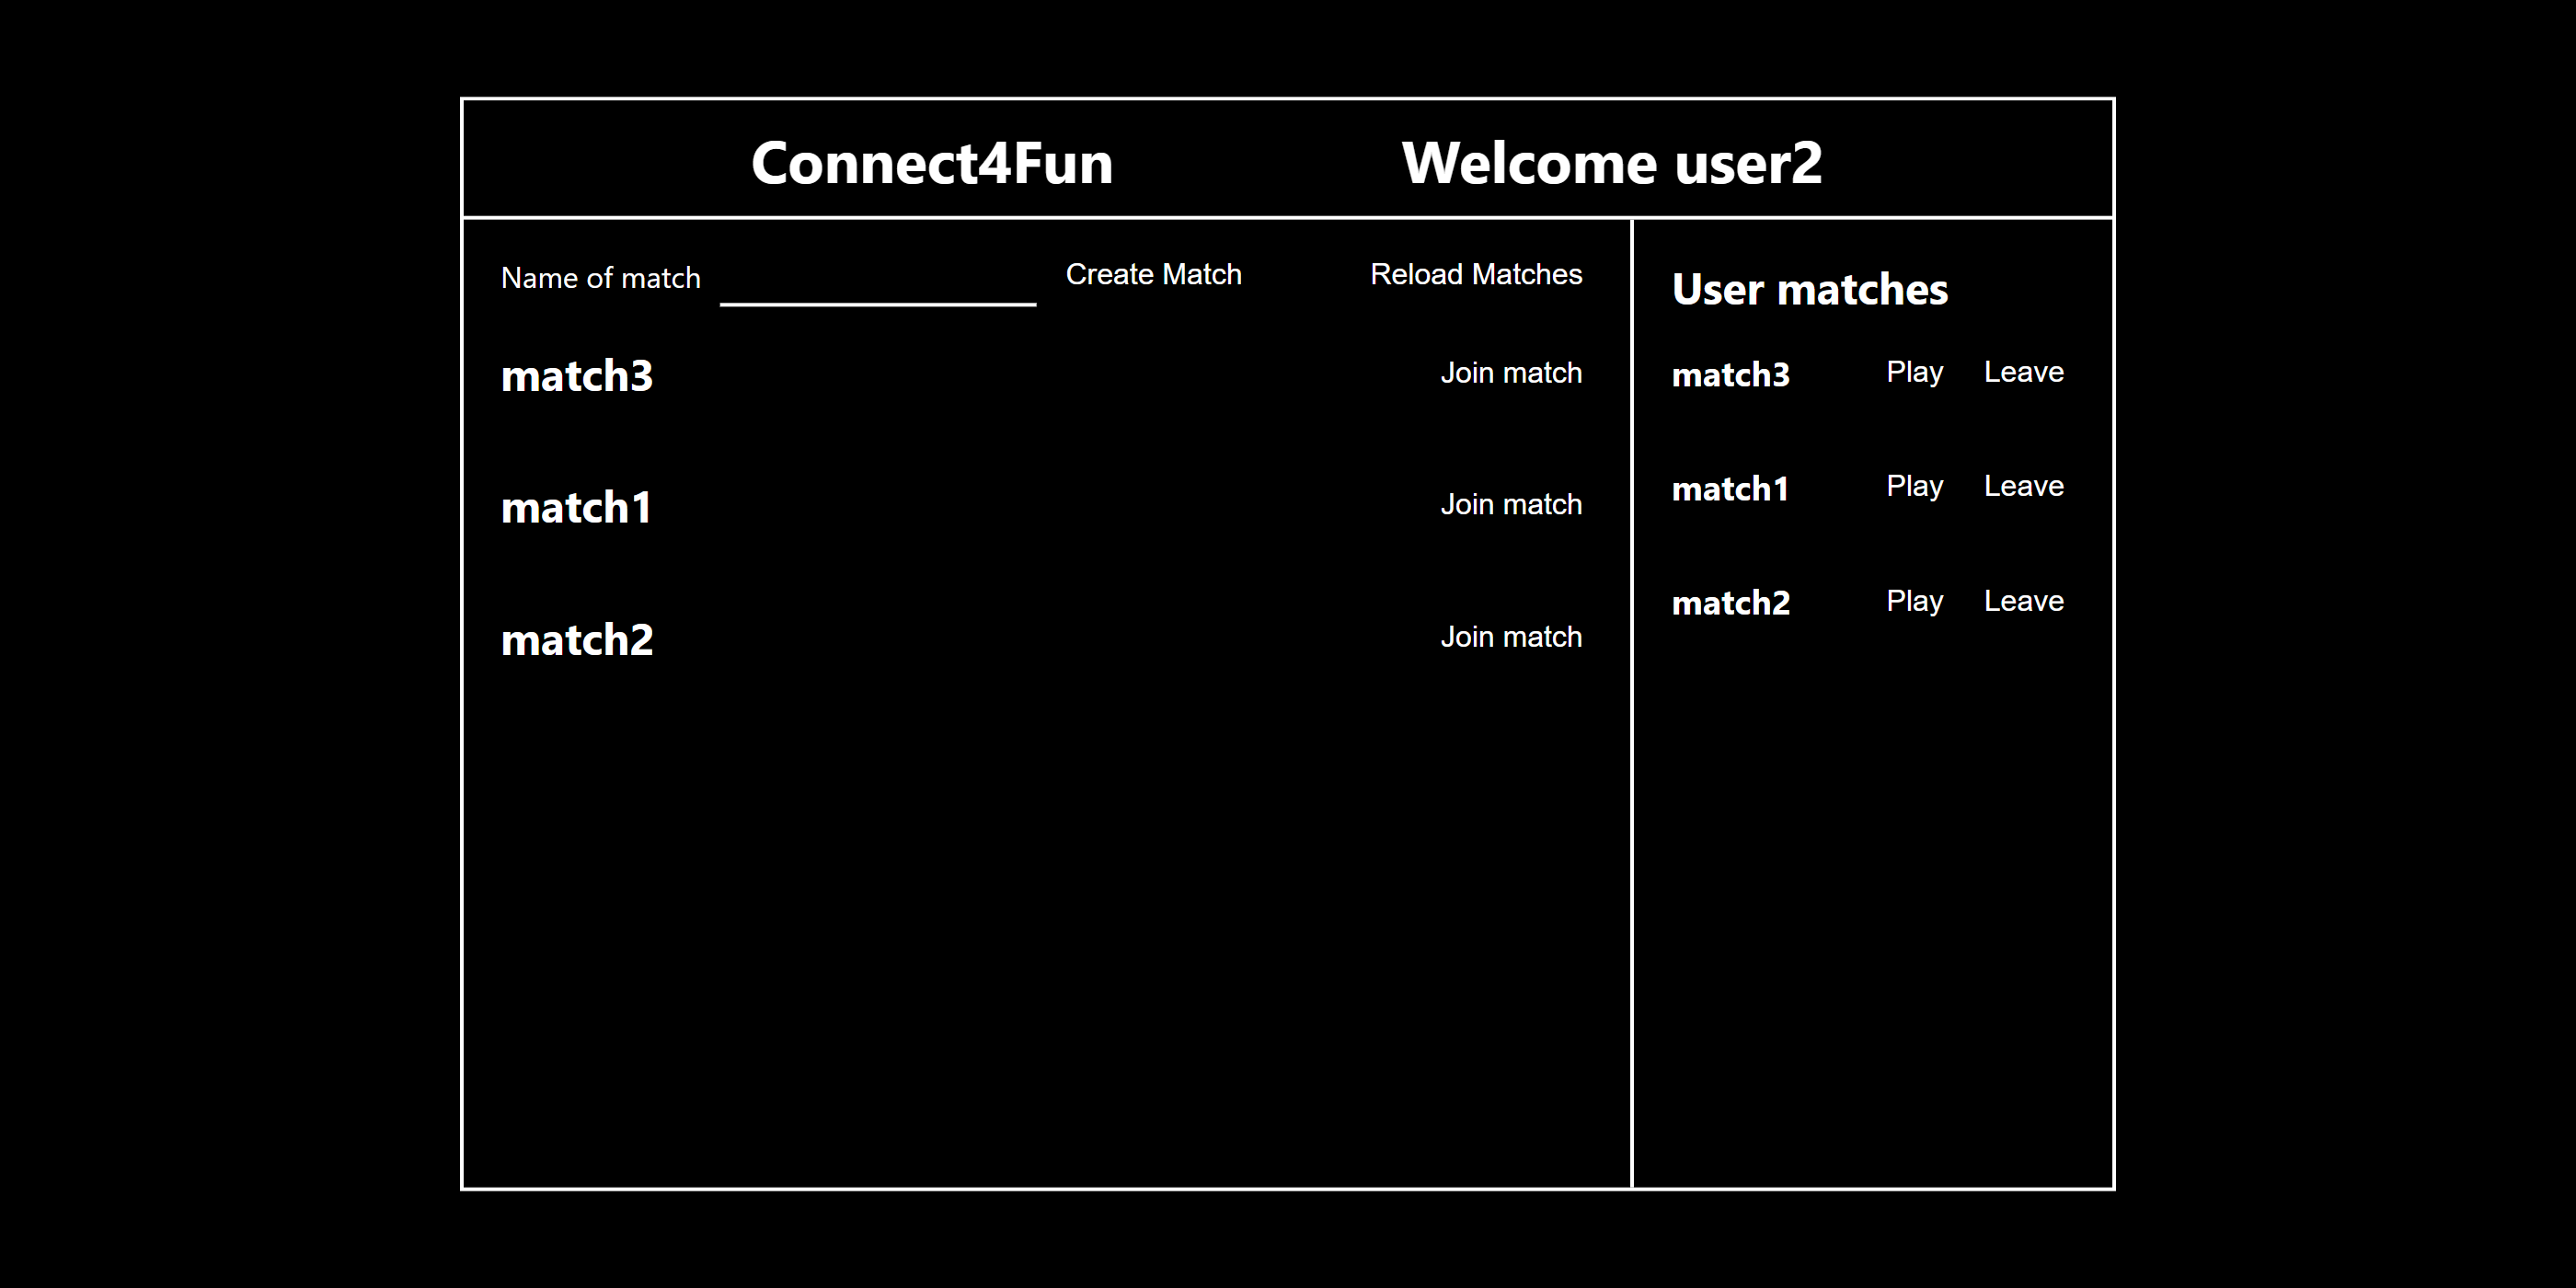 Connect4Fun Welcome user2
Name of match Create Match Reload Matches
match3 Join match
match1 Join match
match2 Join match
User matches
match3 Play Leave
match1 Play Leave
match2 Play Leave